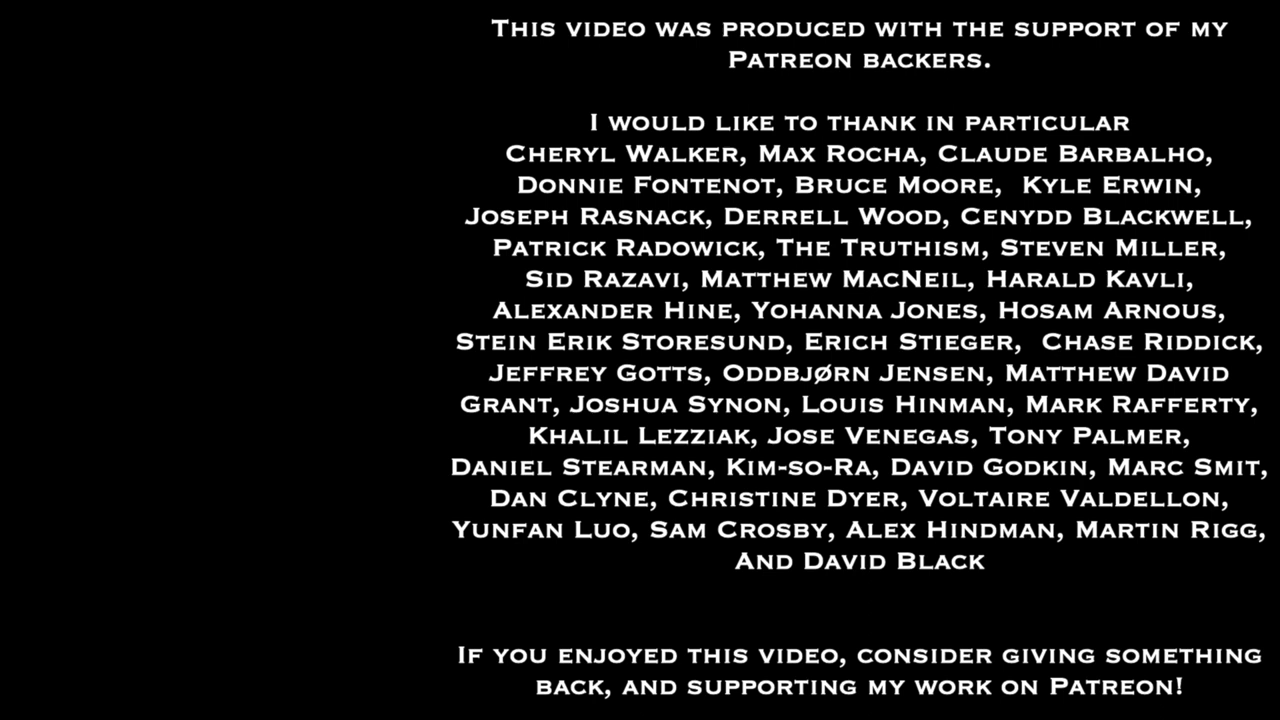 This video was produced with the support of my
Patreon backers.
I would like to thank in particular
Cheryl Walker, Max Rocha, Claude Barbalho,
Donnie Fontenot, Bruce Moore,  Kyle Erwin,
Joseph Rasnack, Derrell Wood, Cenydd Blackwell,
Patrick Radowick, The Truthism, Steven Miller,
Sid Razavi, Matthew MacNeil, Harald Kavli,
Alexander Hine, Yohanna Jones, Hosam Arnous,
Stein Erik Storesund, Erich Stieger,  Chase Riddick,
Jeffrey Gotts, Oddbjørn Jensen, Matthew David
Grant, Joshua Synon, Louis Hinman, Mark Rafferty,
Khalil Lezziak, Jose Venegas, Tony Palmer,
Daniel Stearman, Kim-so-Ra, David Godkin, Marc Smit,
Dan Clyne, Christine Dyer, Voltaire Valdellon,
Yunfan Luo, Sam Crosby, Alex Hindman, Martin Rigg,
And David Black
If you enjoyed this video, consider giving something
back, and supporting my work on Patreon!